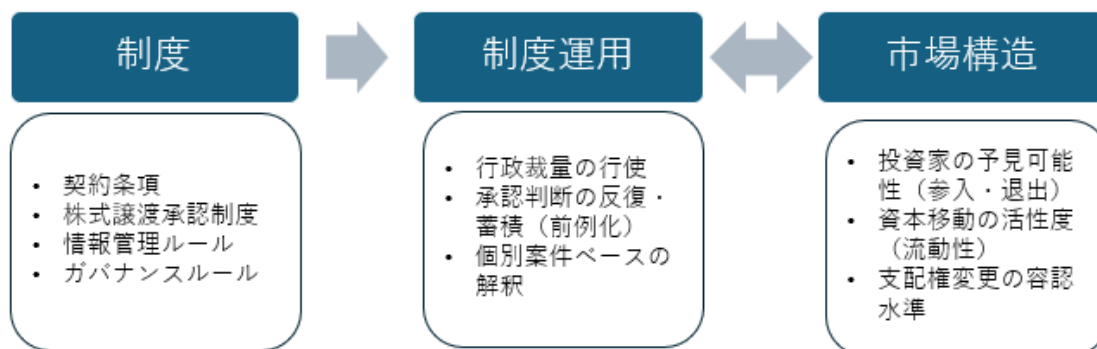 制度
制度運用
市場構造
• 契約条項
• 株式譲渡承認制度
• 情報管理ルール
• ガバナンスルール
• 行政裁量の行使
• 承認判断の反復・
蓄積（前例化）
• 個別案件ベースの
解釈
• 投資家の予見可能
性（参入・退出）
• 資本移動の活性度
（流動性）
• 支配権変更の容認
水準